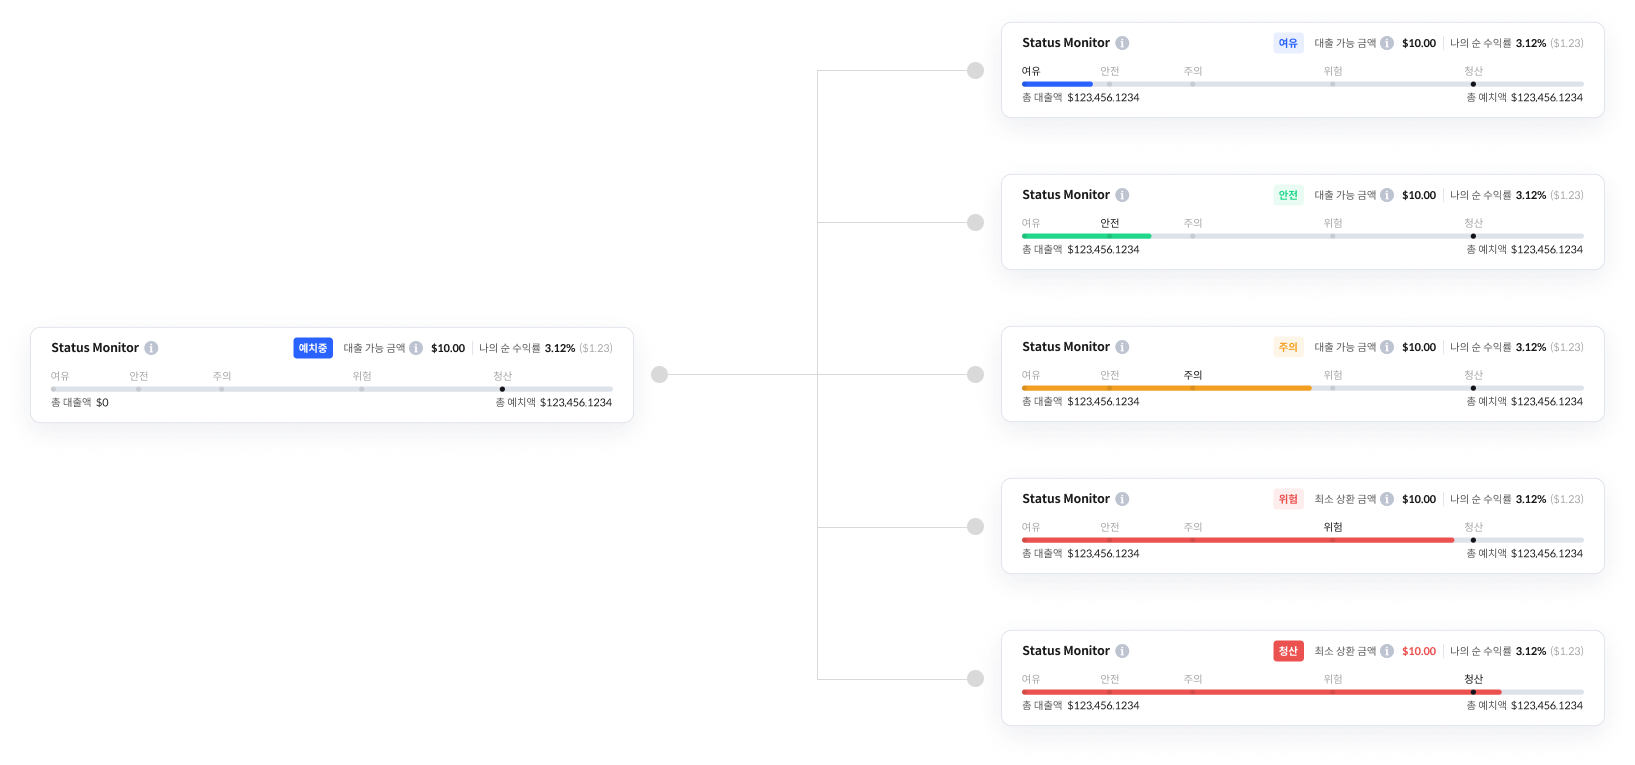 Status Monitor 예치중 대출 가능 금액 $10.00 나의 순 수익률 3.12% ($1.23)
여유 안전 주의 위험 청산
총 대출액 $0 총 예치액 $123,456.1234
Status Monitor 여유 대출 가능 금액 $10.00 나의 순 수익률 3.12% ($1.23)
여유 안전 주의 위험 청산
총 대출액 $123,456.1234 총 예치액 $123,456.1234
Status Monitor 안전 대출 가능 금액 $10.00 나의 순 수익률 3.12% ($1.23)
여유 안전 주의 위험 청산
총 대출액 $123,456.1234 총 예치액 $123,456.1234
Status Monitor 주의 대출 가능 금액 $10.00 나의 순 수익률 3.12% ($1.23)
여유 안전 주의 위험 청산
총 대출액 $123,456.1234 총 예치액 $123,456.1234
Status Monitor 위험 최소 상환 금액 $10.00 나의 순 수익률 3.12% ($1.23)
여유 안전 주의 위험 청산
총 대출액 $123,456.1234 총 예치액 $123,456.1234
Status Monitor 청산 최소 상환 금액 $10.00 나의 순 수익률 3.12% ($1.23)
여유 안전 주의 위험 청산
총 대출액 $123,456.1234 총 예치액 $123,456.1234